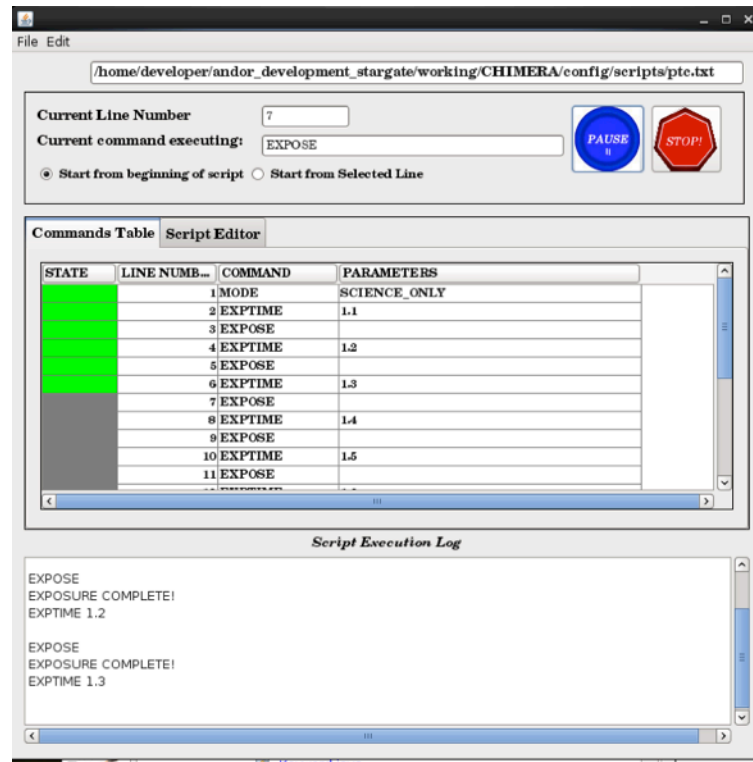 File Edit
/home/developer/andor_development_stargate/working/CHIMERA/config/scripts/ptc.txt
Current Line Number 7
Current command executing: EXPOSE
PAUSE
STOP!
Start from beginning of script Start from Selected Line
Commands Table Script Editor
STATE LINE NUMB... COMMAND PARAMETERS
1 MODE SCIENCE_ONLY
2 EXPTIME 1.1
3 EXPOSE
4 EXPTIME 1.2
5 EXPOSE
6 EXPTIME 1.3
7 EXPOSE
8 EXPTIME 1.4
9 EXPOSE
10 EXPTIME 1.5
11 EXPOSE
Script Execution Log
EXPOSE
EXPOSURE COMPLETE!
EXPTIME 1.2
EXPOSE
EXPOSURE COMPLETE!
EXPTIME 1.3